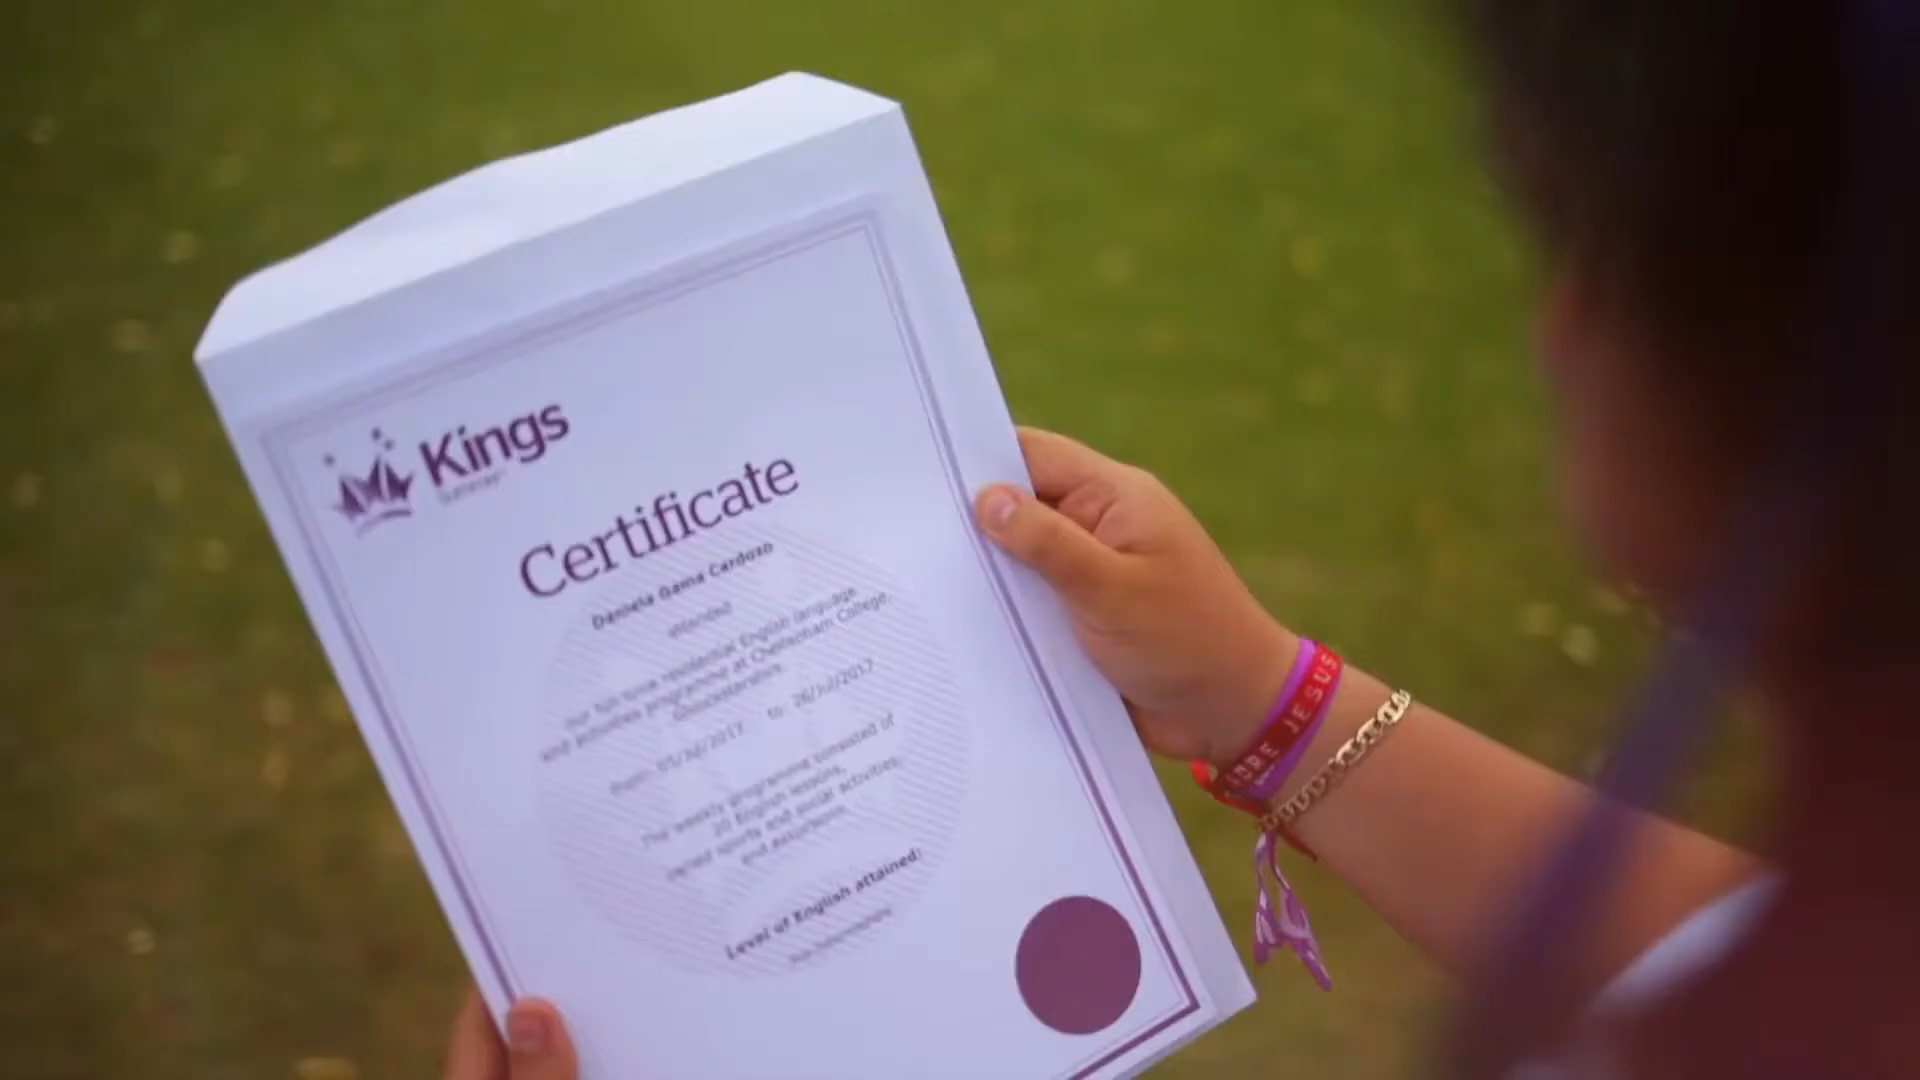 Kings
Certificate
Daniela Gama Cardozo
attended
our full time residential English language
and activities programme at Cheltenham College,
Gloucestershire
From: 05/Jul/2017 to 26/Jul/2017
The weekly programme consisted of
20 English lessons,
varied sports and social activities,
and excursions.
Level of English attained:
JESUS